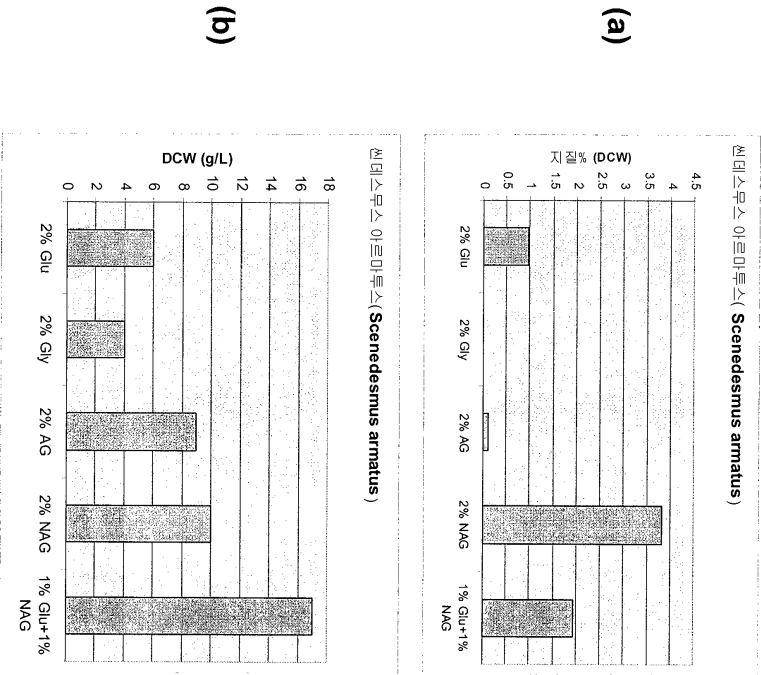 (a)
씬데스무스 아르마투스( Scenedesmus armatus )
지질% (DCW)
4.5
4
3.5
3
2.5
2
1.5
1
0.5
0
2% Glu
2% Gly
2% AG
2% NAG
1% Glu+1%
NAG
(b)
씬데스무스 아르마투스( Scenedesmus armatus )
DCW (g/L)
18
16
14
12
10
8
6
4
2
0
2% Glu
2% Gly
2% AG
2% NAG
1% Glu+1%
NAG